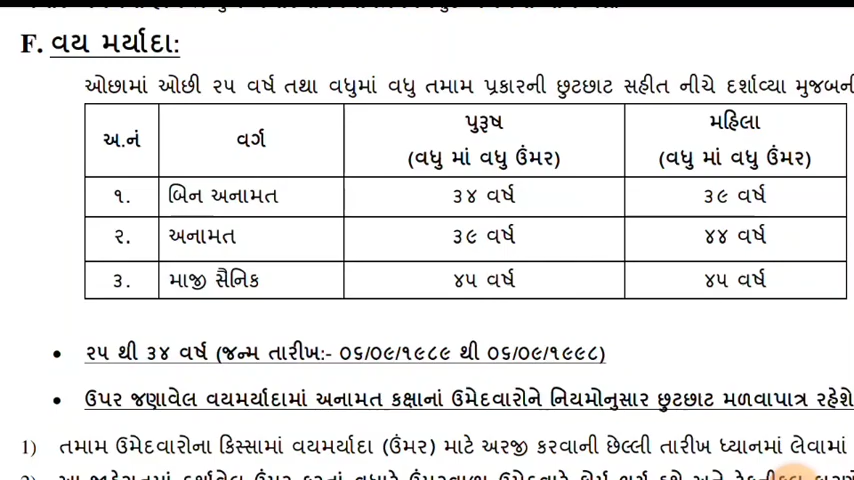 F. વય મર્યાદા:
ઓછામાં ઓછી ૨૫ વર્ષ તથા વધુમાં વધુ તમામ પ્રકારની છુટછાટ સહીત નીચે દર્શાવ્યા મુજબની
અ.નં વર્ગ પુરૂષ (વધુ માં વધુ ઉંમર) મહિલા (વધુ માં વધુ ઉંમર)
૧. બિન અનામત ૩૪ વર્ષ ૩૯ વર્ષ
૨. અનામત ૩૯ વર્ષ ૪૪ વર્ષ
૩. માજી સૈનિક ૪૫ વર્ષ ૪૫ વર્ષ
• ૨૫ થી ૩૪ વર્ષ (જન્મ તારીખ:- ૦૬/૦૯/૧૯૮૯ થી ૦૬/૦૯/૧૯૯૮)
• ઉપર જણાવેલ વયમર્યાદામાં અનામત કક્ષાનાં ઉમેદવારોને નિયમોનુસાર છુટછાટ મળવાપાત્ર રહેશે
1) તમામ ઉમેદવારોના કિસ્સામાં વયમર્યાદા (ઉંમર) માટે અરજી કરવાની છેલ્લી તારીખ ધ્યાનમાં લેવામાં